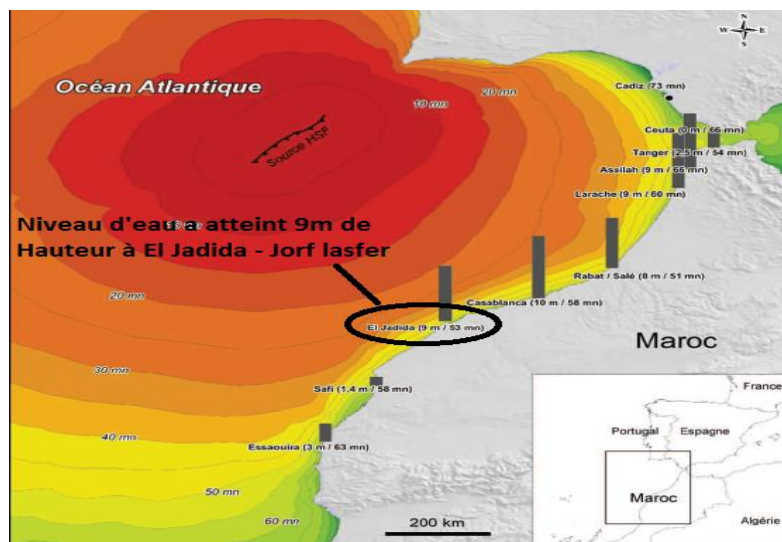 N
W E
S
Océan Atlantique
Cadiz (73 mn)
20 mn
10 mn
Source HSF
Ceuta (0 m / 66 mn)
Tanger (2,5 m / 54 mn)
Assilah (9 m / 66 mn)
Larache (9 m / 60 mn)
Niveau d'eau a atteint 9m de
Hauteur à El Jadida - Jorf lasfer
Rabat / Salé (8 m / 51 mn)
20 mn
Casablanca (10 m / 58 mn)
El Jadida (9 m / 53 mn)
Maroc
30 mn
Safi (1,4 m / 58 mn)
40 mn
Essaouira (3 m / 63 mn)
50 mn
60 mn
200 km
France
Portugal
Espagne
Maroc
Algérie